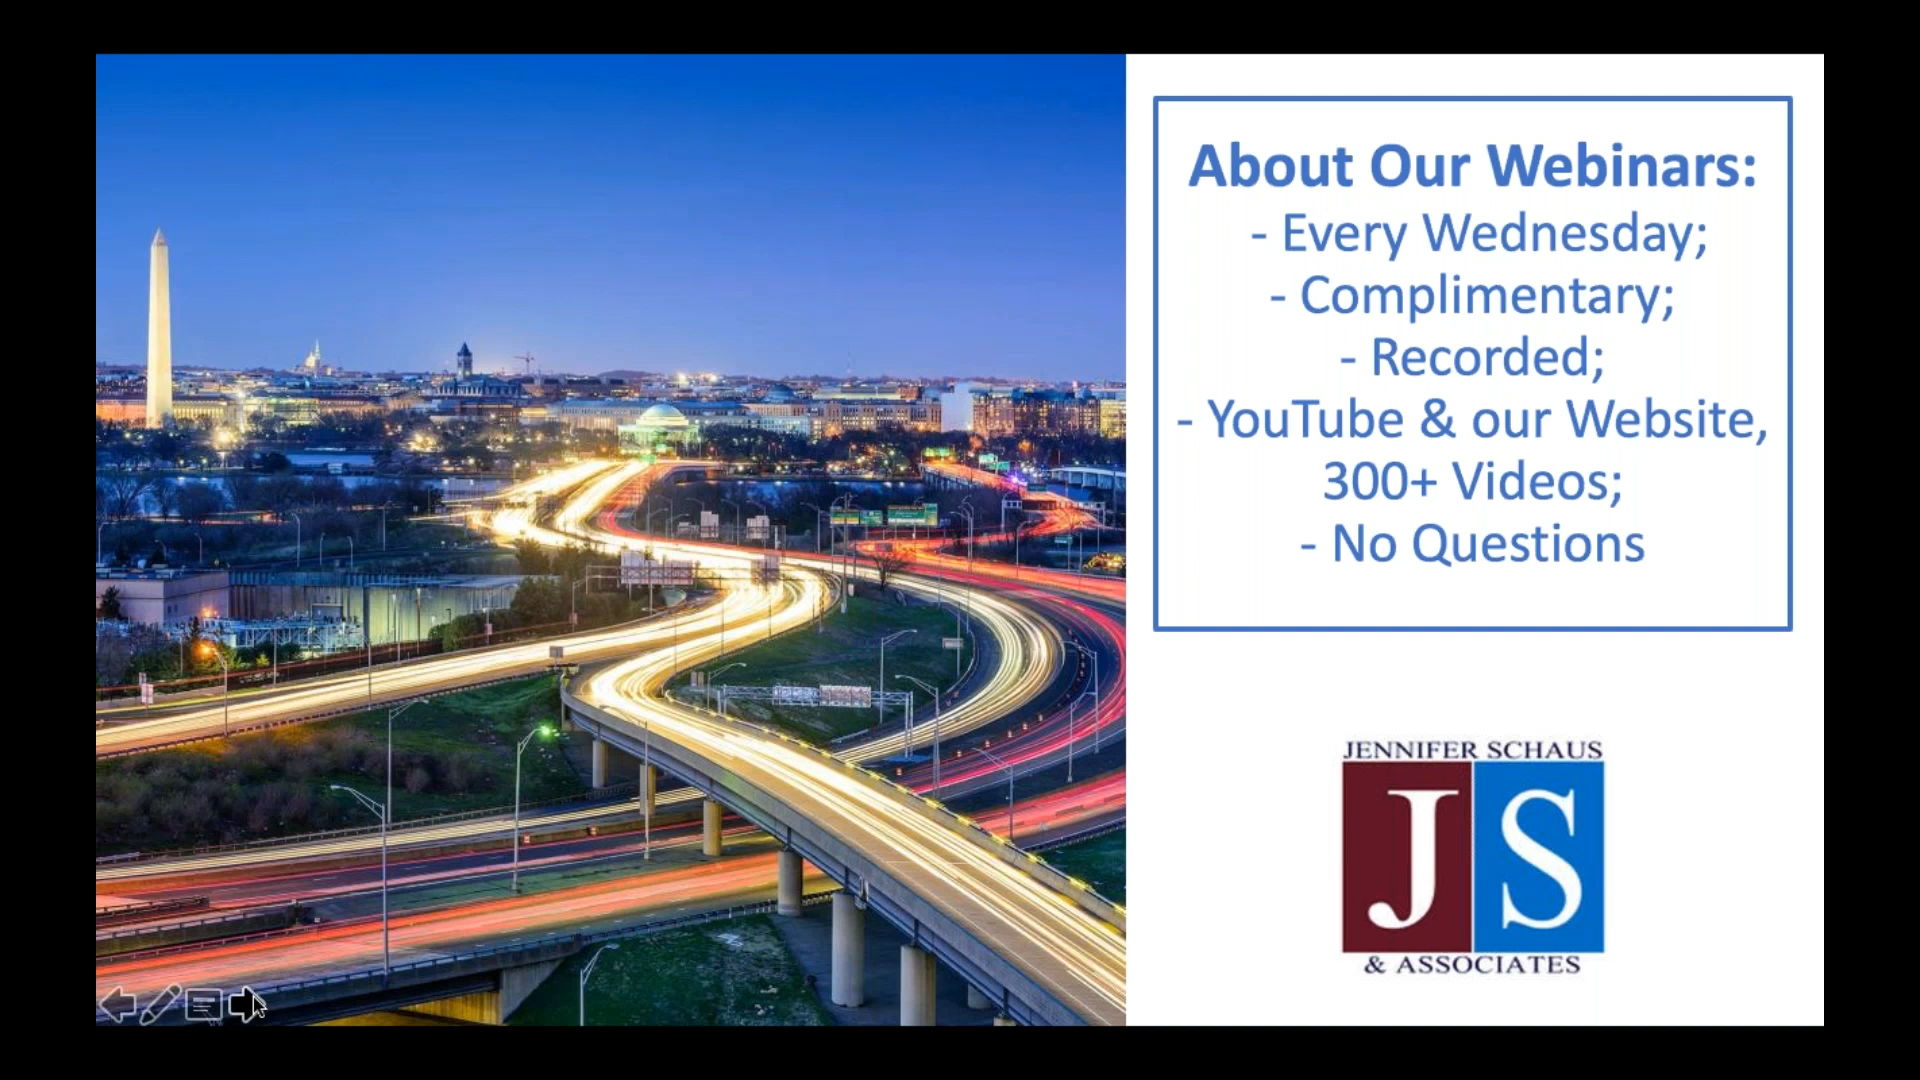 About Our Webinars:
- Every Wednesday;
- Complimentary;
- Recorded;
- YouTube & our Website,
300+ Videos;
- No Questions
JENNIFER SCHAUS
JS
& ASSOCIATES